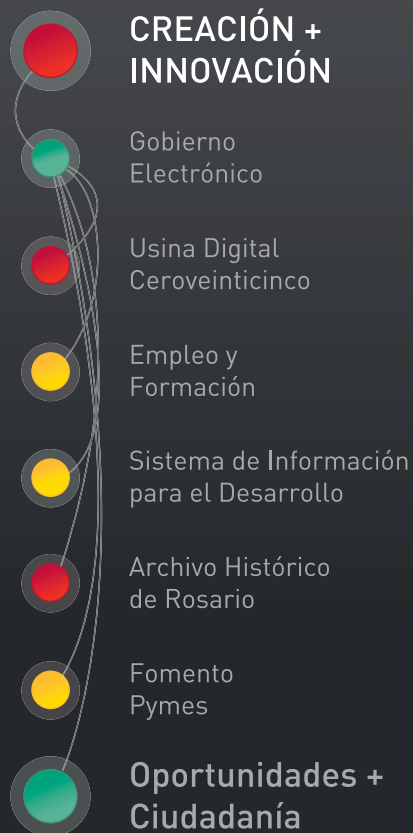 CREACIÓN +
INNOVACIÓN
Gobierno
Electrónico
Usina Digital
Ceroveinticinco
Empleo y
Formación
Sistema de Información
para el Desarrollo
Archivo Histórico
de Rosario
Fomento
Pymes
Oportunidades +
Ciudadanía